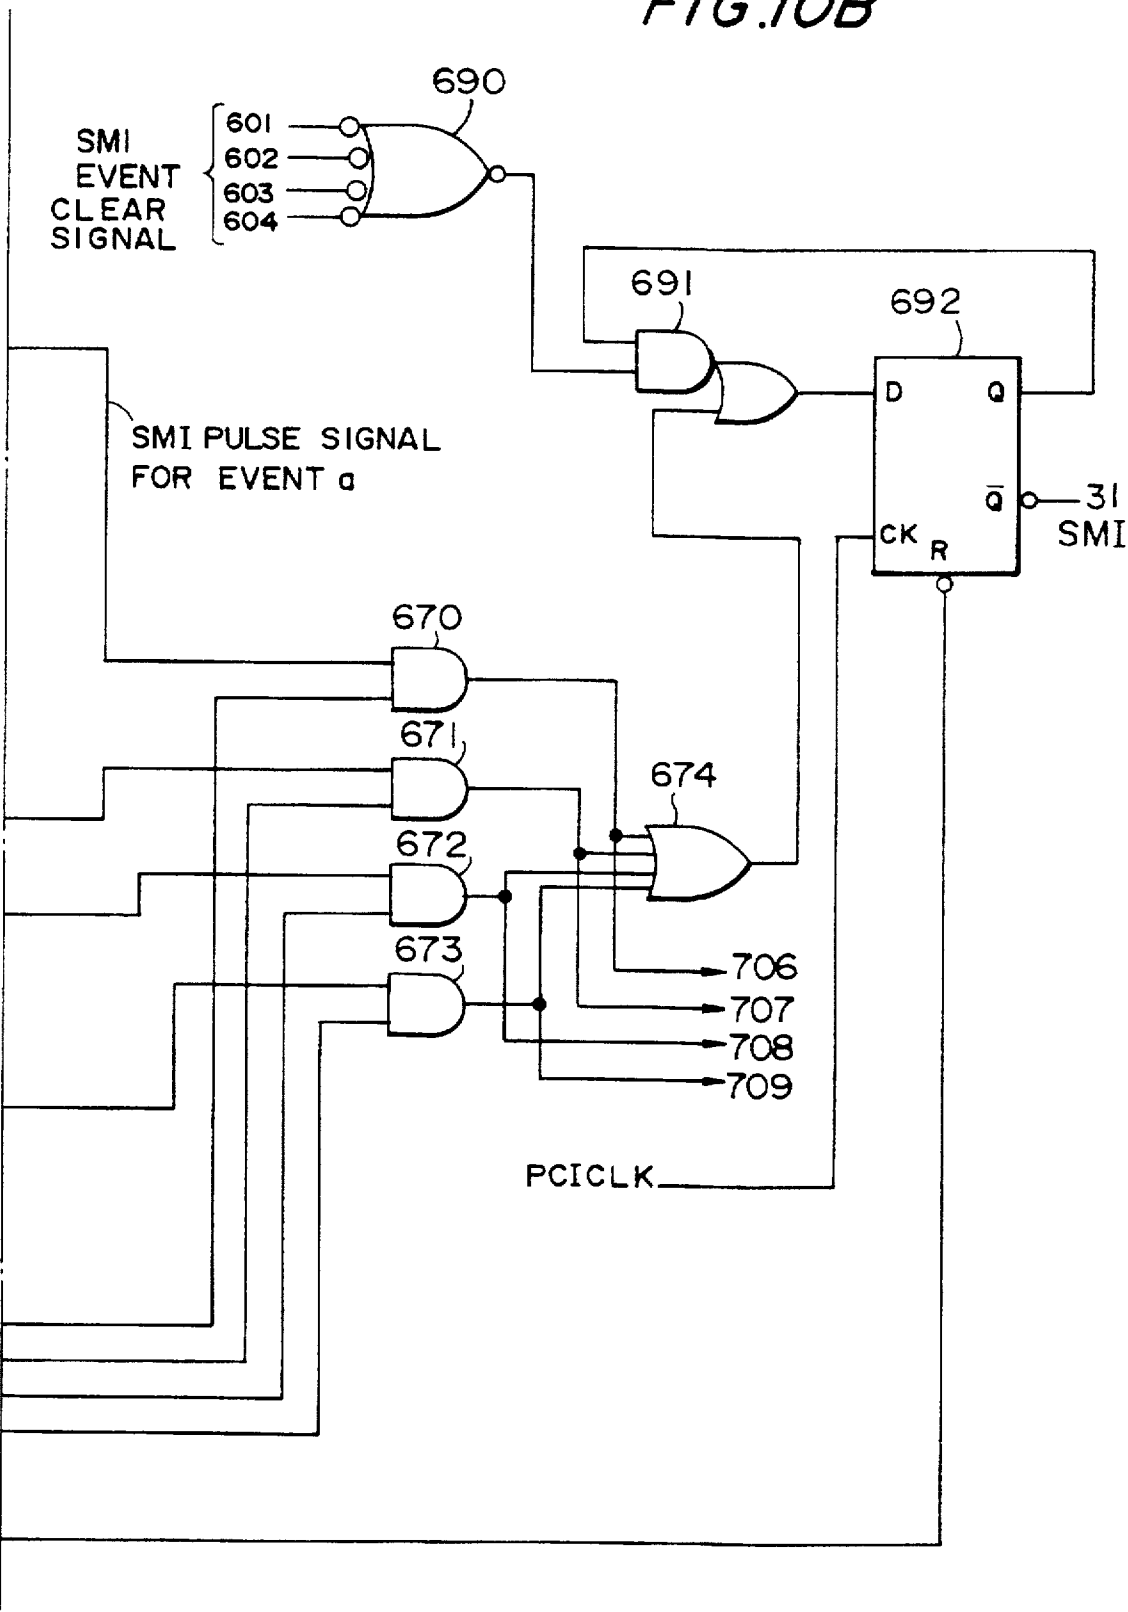 FIG.10B
690
SMI
EVENT
CLEAR
SIGNAL
601
602
603
604
691
692
D
Q
Q̅
31
SMI
CK
R
SMI PULSE SIGNAL
FOR EVENT a
670
671
672
673
674
706
707
708
709
PCICLK